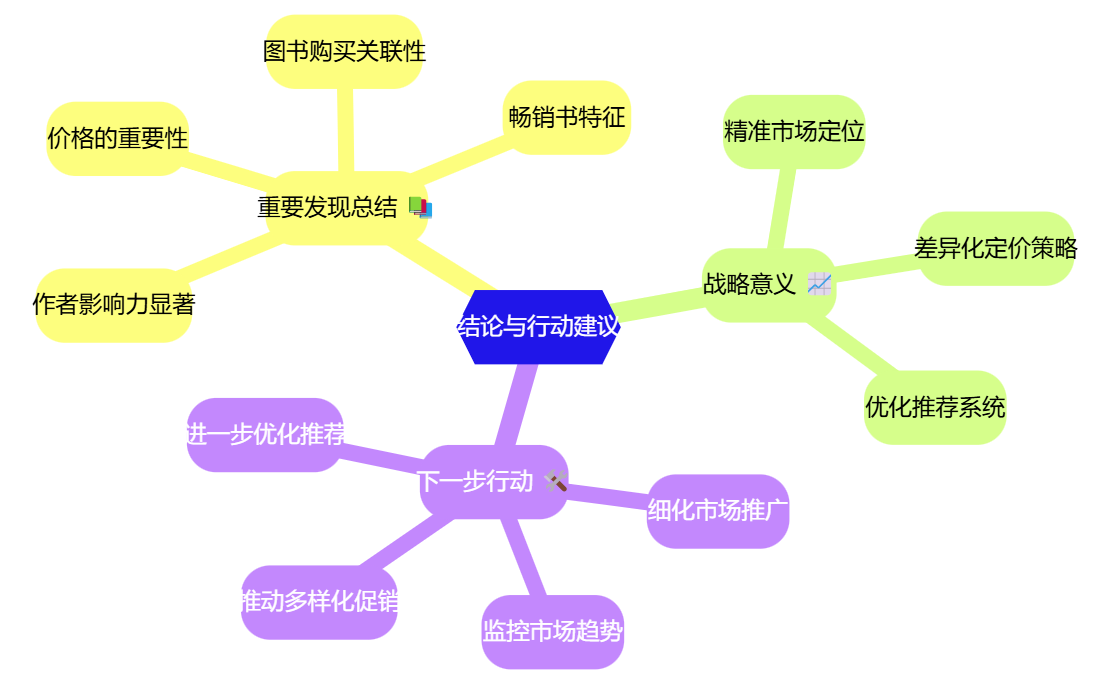 图书购买关联性
畅销书特征
价格的重要性
重要发现总结 📚
作者影响力显著
精准市场定位
差异化定价策略
战略意义 📈
优化推荐系统
结论与行动建议
进一步优化推荐
下一步行动 🛠
细化市场推广
推动多样化促销
监控市场趋势